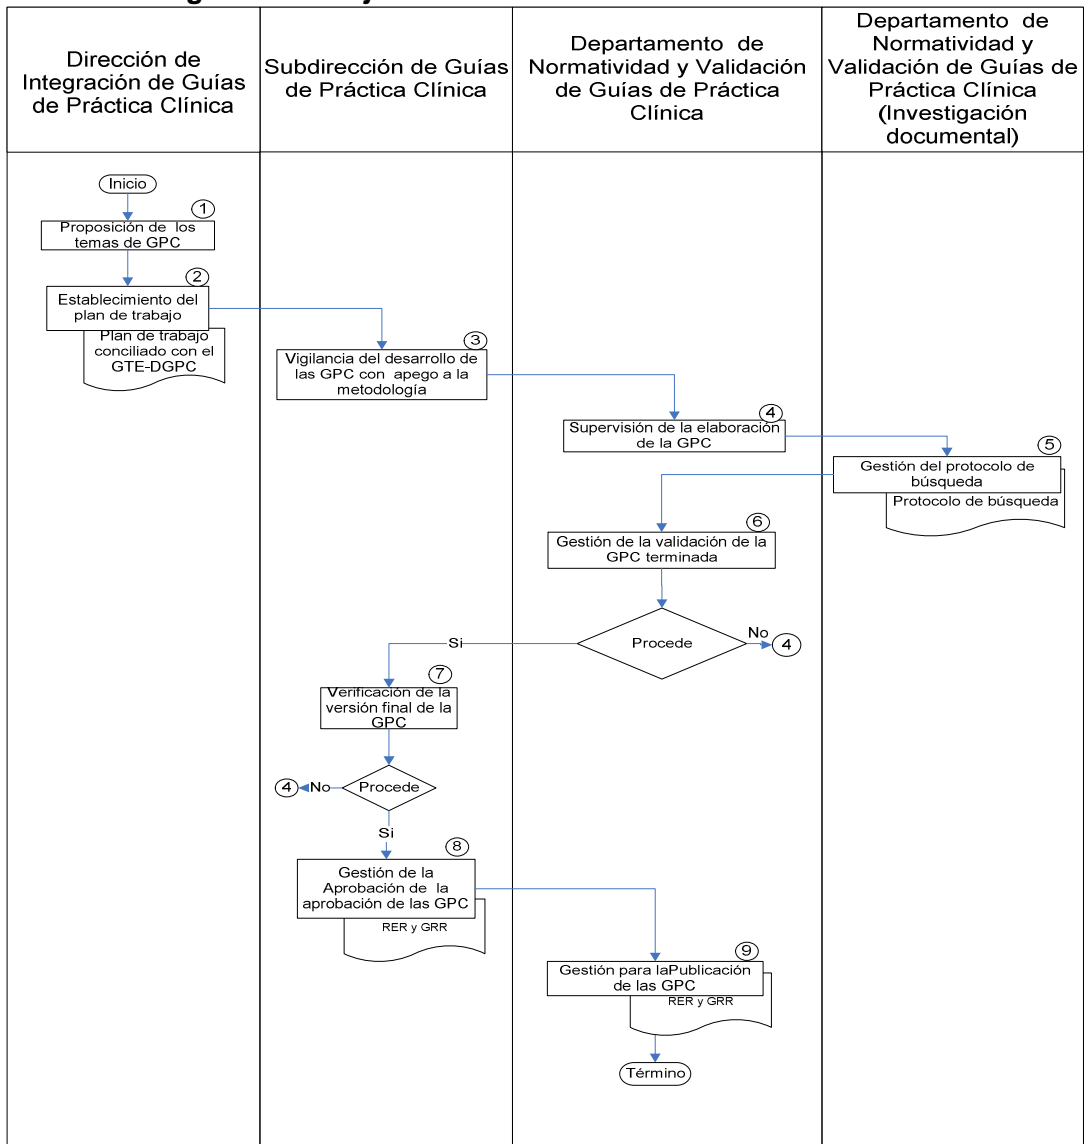 Dirección de
Integración de Guías
de Práctica Clínica
Subdirección de Guías
de Práctica Clínica
Departamento de
Normatividad y Validación
de Guías de Práctica
Clínica
Departamento de
Normatividad y
Validación de Guías de
Práctica Clínica
(Investigación
documental)
Inicio
1
Proposición de los
temas de GPC
2
Establecimiento del
plan de trabajo
Plan de trabajo
conciliado con el
GTE-DGPC
3
Vigilancia del desarrollo de
las GPC con apego a la
metodología
4
Supervisión de la elaboración
de la GPC
5
Gestión del protocolo de
búsqueda
Protocolo de búsqueda
6
Gestión de la validación de la
GPC terminada
Procede
No
4
Si
7
Verificación de la
versión final de la
GPC
Procede
No
4
Si
8
Gestión de la
Aprobación de la
aprobación de las GPC
RER y GRR
9
Gestión para laPublicación
de las GPC
RER y GRR
Término